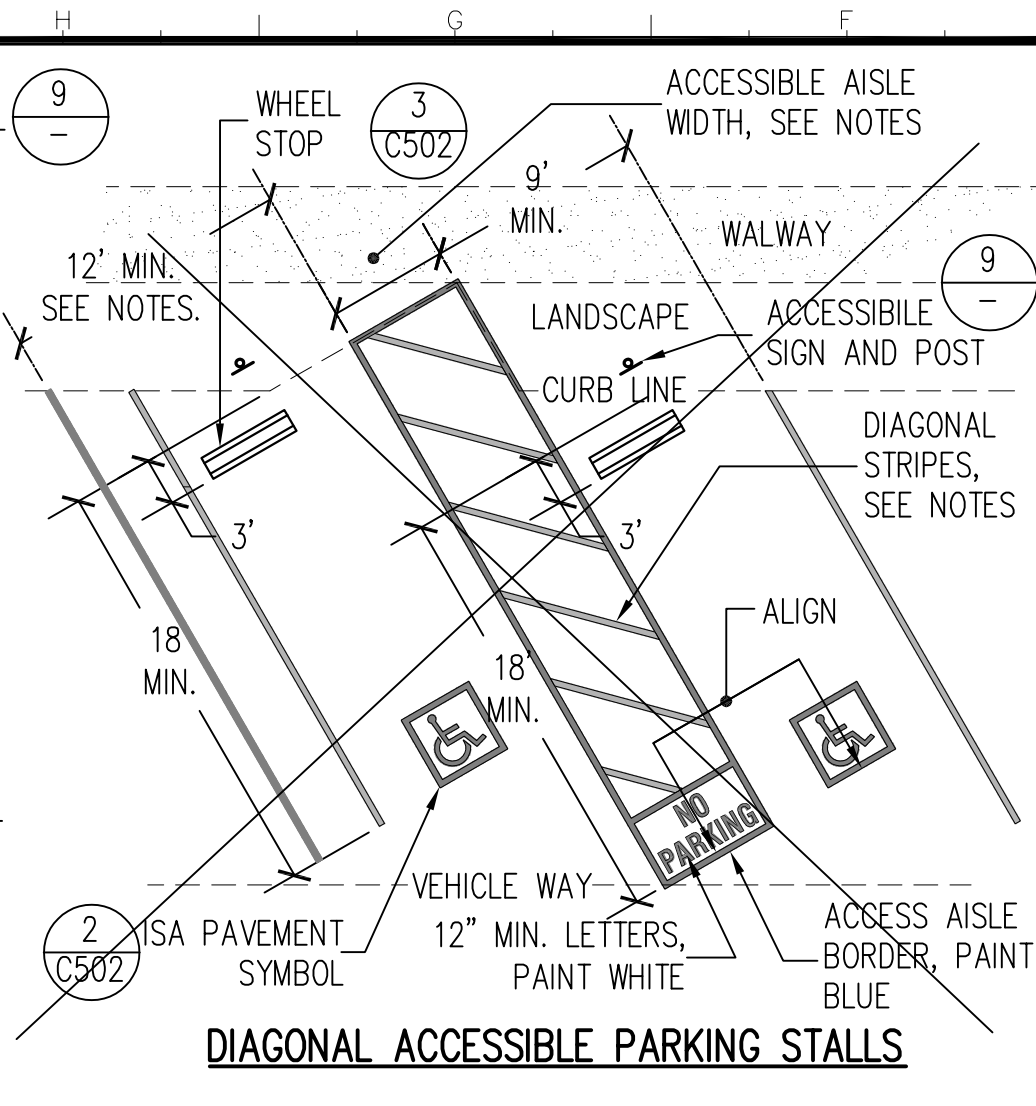 H
G
F
9
–
WHEEL
STOP
3
C502
ACCESSIBLE AISLE
WIDTH, SEE NOTES
9'
MIN.
WALWAY
12' MIN.
SEE NOTES.
9
–
LANDSCAPE
ACCESSIBILE
SIGN AND POST
CURB LINE
DIAGONAL
STRIPES,
SEE NOTES
3'
3'
ALIGN
18
MIN.
18'
MIN.
NO
PARKING
VEHICLE WAY
2
C502
ISA PAVEMENT
SYMBOL
12" MIN. LETTERS,
PAINT WHITE
ACCESS AISLE
BORDER, PAINT
BLUE
DIAGONAL ACCESSIBLE PARKING STALLS